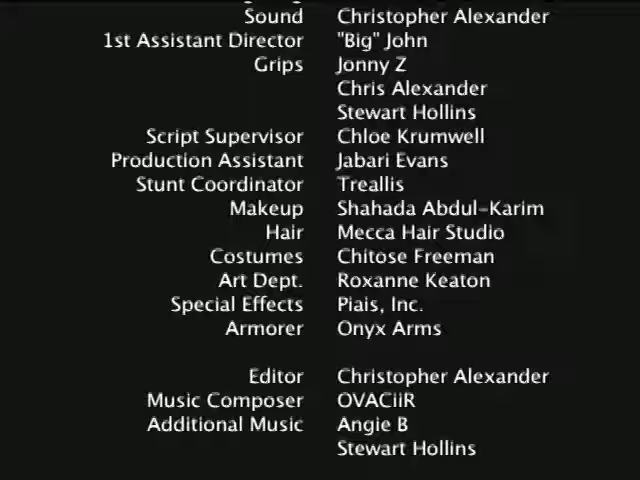 Sound Christopher Alexander
1st Assistant Director "Big" John
Grips Jonny Z
Chris Alexander
Stewart Hollins
Script Supervisor Chloe Krumwell
Production Assistant Jabari Evans
Stunt Coordinator Treallis
Makeup Shahada Abdul-Karim
Hair Mecca Hair Studio
Costumes Chitose Freeman
Art Dept. Roxanne Keaton
Special Effects Piais, Inc.
Armorer Onyx Arms
Editor Christopher Alexander
Music Composer OVACiiR
Additional Music Angie B
Stewart Hollins